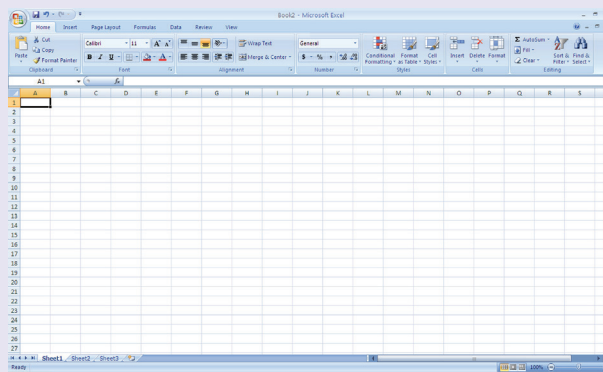 Book2 - Microsoft Excel
Home Insert Page Layout Formulas Data Review View
Cut
Copy
Format Painter
Paste
Clipboard
Calibri 11
B I U
Font
Wrap Text
Merge & Center
Alignment
General
$ % ,
Number
Conditional Formatting
Format as Table
Cell Styles
Styles
Insert Delete Format
Cells
Σ AutoSum
Fill
Clear
Sort & Filter
Find & Select
Editing
A1 fx
A B C D E F G H I J K L M N O P Q R S
1
2
3
4
5
6
7
8
9
10
11
12
13
14
15
16
17
18
19
20
21
22
23
24
25
26
27
Sheet1 Sheet2 Sheet3
Ready 100%